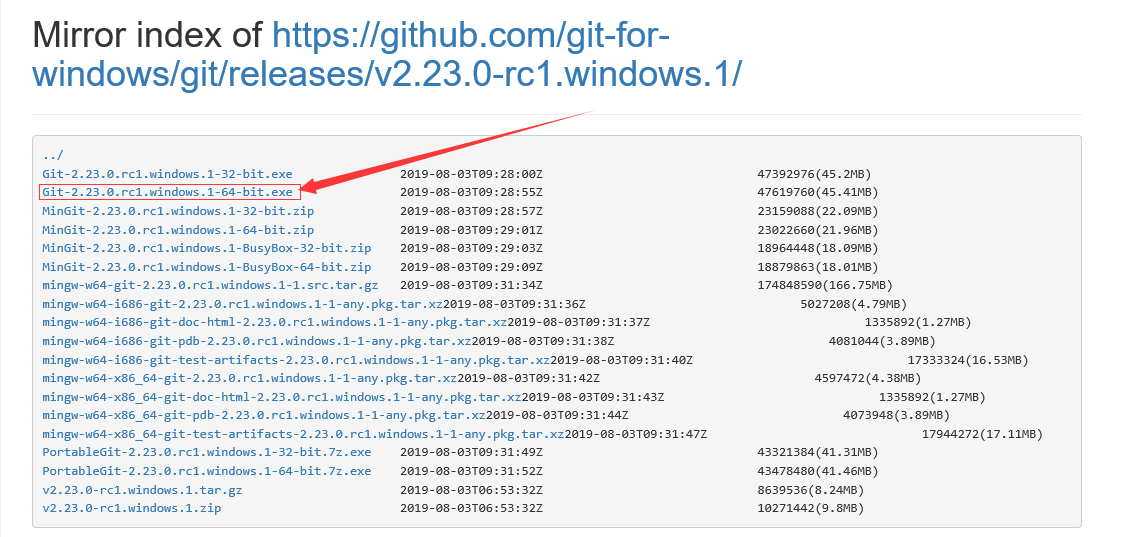 Mirror index of https://github.com/git-for-
windows/git/releases/v2.23.0-rc1.windows.1/
../
Git-2.23.0.rc1.windows.1-32-bit.exe 2019-08-03T09:28:00Z 47392976(45.2MB)
Git-2.23.0.rc1.windows.1-64-bit.exe 2019-08-03T09:28:55Z 47619760(45.41MB)
MinGit-2.23.0.rc1.windows.1-32-bit.zip 2019-08-03T09:28:57Z 23159088(22.09MB)
MinGit-2.23.0.rc1.windows.1-64-bit.zip 2019-08-03T09:29:01Z 23022660(21.96MB)
MinGit-2.23.0.rc1.windows.1-BusyBox-32-bit.zip 2019-08-03T09:29:03Z 18964448(18.09MB)
MinGit-2.23.0.rc1.windows.1-BusyBox-64-bit.zip 2019-08-03T09:29:09Z 18879863(18.01MB)
mingw-w64-git-2.23.0.rc1.windows.1-1.src.tar.gz 2019-08-03T09:31:34Z 174848590(166.75MB)
mingw-w64-i686-git-2.23.0.rc1.windows.1-1-any.pkg.tar.xz2019-08-03T09:31:36Z 5027208(4.79MB)
mingw-w64-i686-git-doc-html-2.23.0.rc1.windows.1-1-any.pkg.tar.xz2019-08-03T09:31:37Z 1335892(1.27MB)
mingw-w64-i686-git-pdb-2.23.0.rc1.windows.1-1-any.pkg.tar.xz2019-08-03T09:31:38Z 4081044(3.89MB)
mingw-w64-i686-git-test-artifacts-2.23.0.rc1.windows.1-1-any.pkg.tar.xz2019-08-03T09:31:40Z 17333324(16.53MB)
mingw-w64-x86_64-git-2.23.0.rc1.windows.1-1-any.pkg.tar.xz2019-08-03T09:31:42Z 4597472(4.38MB)
mingw-w64-x86_64-git-doc-html-2.23.0.rc1.windows.1-1-any.pkg.tar.xz2019-08-03T09:31:43Z 1335892(1.27MB)
mingw-w64-x86_64-git-pdb-2.23.0.rc1.windows.1-1-any.pkg.tar.xz2019-08-03T09:31:44Z 4073948(3.89MB)
mingw-w64-x86_64-git-test-artifacts-2.23.0.rc1.windows.1-1-any.pkg.tar.xz2019-08-03T09:31:47Z 17944272(17.11MB)
PortableGit-2.23.0.rc1.windows.1-32-bit.7z.exe 2019-08-03T09:31:49Z 43321384(41.31MB)
PortableGit-2.23.0.rc1.windows.1-64-bit.7z.exe 2019-08-03T09:31:52Z 43478480(41.46MB)
v2.23.0-rc1.windows.1.tar.gz 2019-08-03T06:53:32Z 8639536(8.24MB)
v2.23.0-rc1.windows.1.zip 2019-08-03T06:53:32Z 10271442(9.8MB)